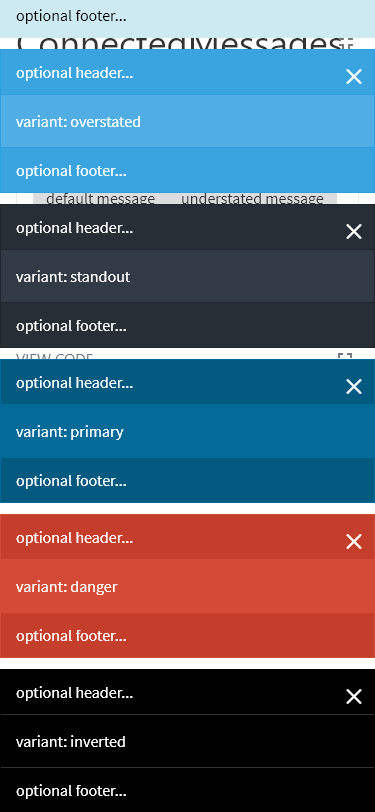 optional footer...
ConnectedMessages
optional header...
variant: overstated
optional footer...
default message understated message
optional header...
variant: standout
optional footer...
VIEW CODE
optional header...
variant: primary
optional footer...
optional header...
variant: danger
optional footer...
optional header...
variant: inverted
optional footer...